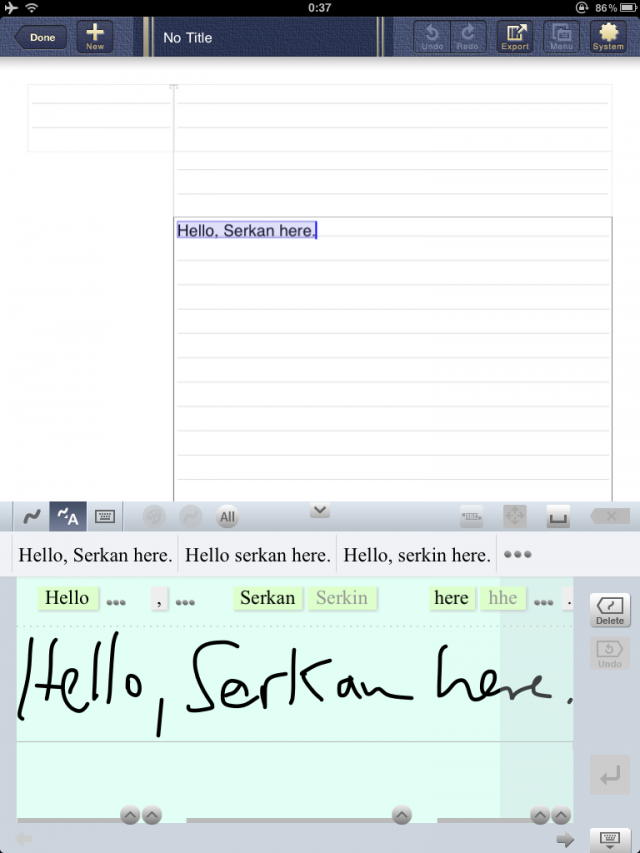 0:37
86%
Done
New
No Title
Undo
Redo
Export
Menu
System
Hello, Serkan here.
A
All
Hello, Serkan here.
Hello serkan here.
Hello, serkin here.
Hello , Serkan Serkin here hhe .
Hello, Serkan here.
Delete
Undo